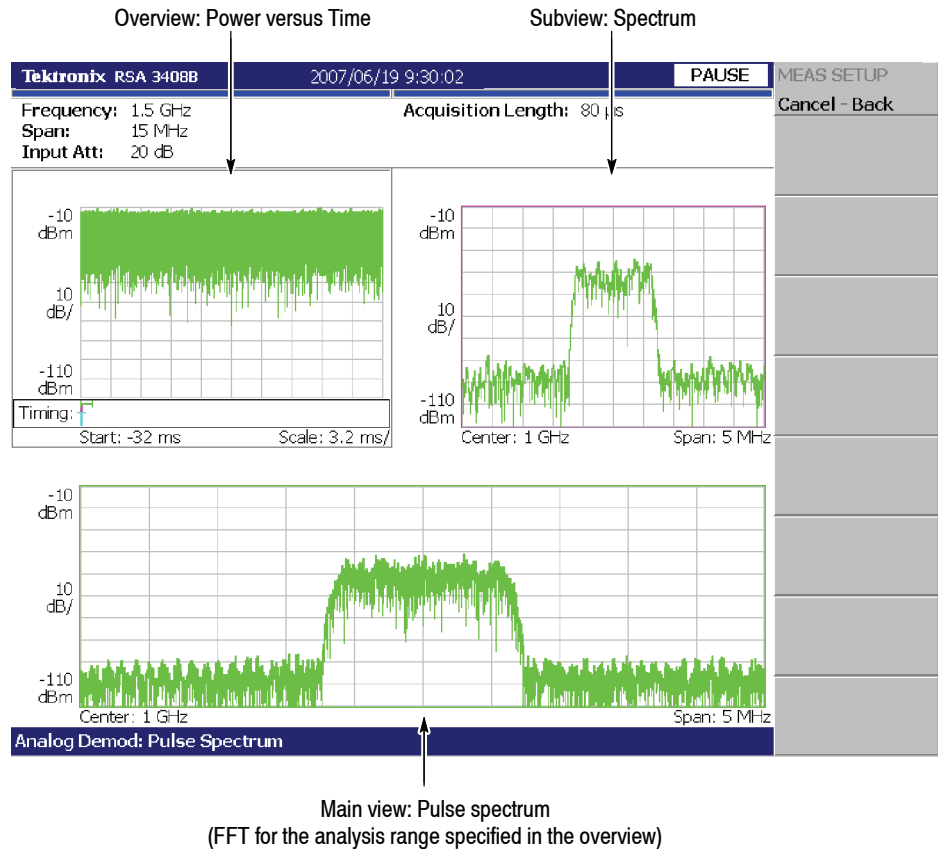 Overview: Power versus Time
Subview: Spectrum
Tektronix RSA 3408B
2007/06/19 9:30:02
PAUSE
MEAS SETUP
Cancel - Back
Frequency: 1.5 GHz
Acquisition Length: 80 µs
Span: 15 MHz
Input Att: 20 dB
-10
dBm
10
dB/
-110
dBm
Timing:
Start: -32 ms
Scale: 3.2 ms/
-10
dBm
10
dB/
-110
dBm
Center: 1 GHz
Span: 5 MHz
-10
dBm
10
dB/
-110
dBm
Center: 1 GHz
Span: 5 MHz
Analog Demod: Pulse Spectrum
Main view: Pulse spectrum
(FFT for the analysis range specified in the overview)